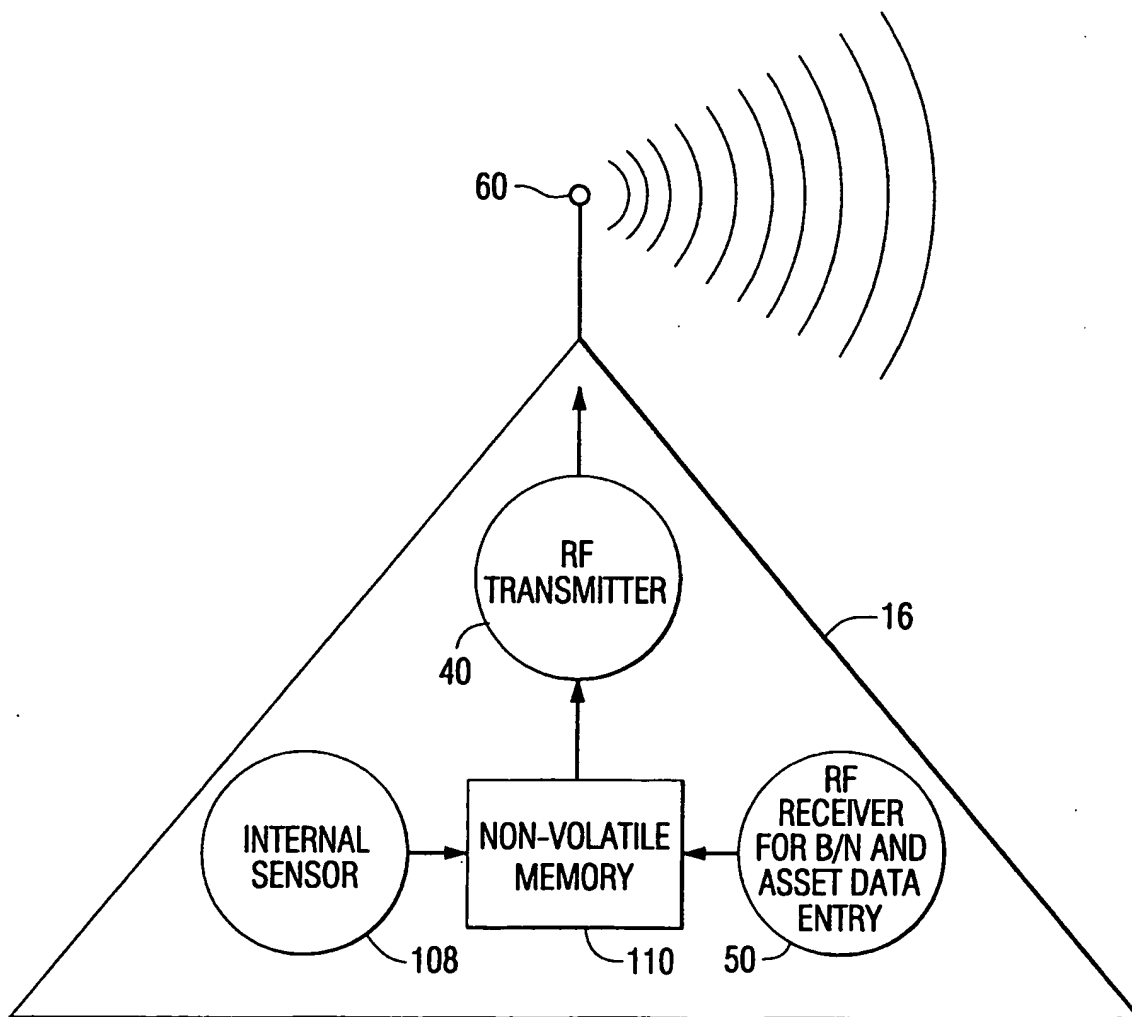 60
RF
TRANSMITTER
40
16
INTERNAL
SENSOR
108
NON-VOLATILE
MEMORY
110
RF
RECEIVER
FOR B/N AND
ASSET DATA
ENTRY
50